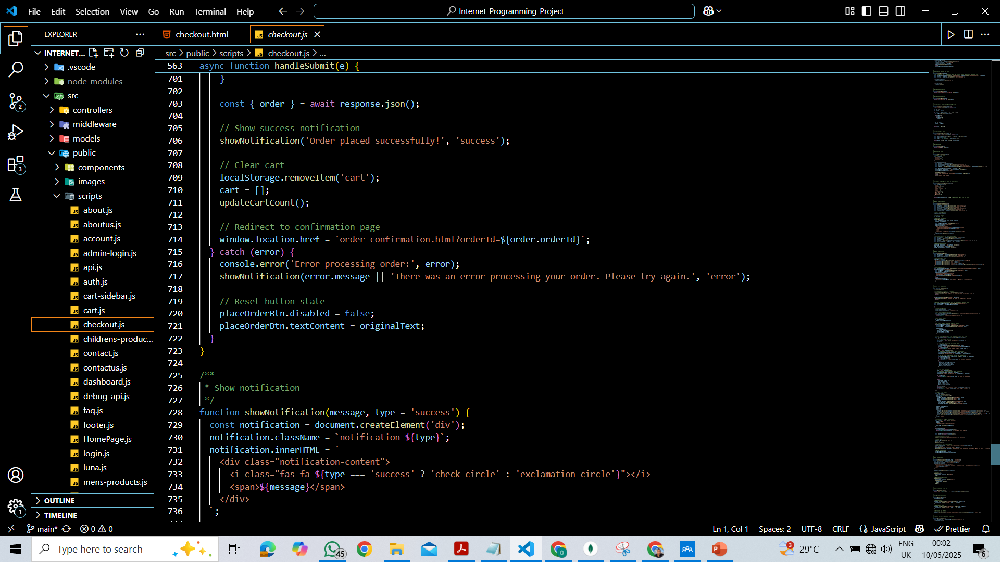 File Edit Selection View Go Run Terminal Help
Internet_Programming_Project
EXPLORER
checkout.html
checkout.js
INTERNET...
src > public > scripts > checkout.js > ...
.vscode
node_modules
src
controllers
middleware
models
public
components
images
scripts
about.js
aboutus.js
account.js
admin-login.js
api.js
auth.js
cart-sidebar.js
cart.js
checkout.js
childrens-produc...
contact.js
contactus.js
dashboard.js
debug-api.js
faq.js
footer.js
HomePage.js
login.js
luna.js
mens-products.js
OUTLINE
TIMELINE
2
3
1
563 async function handleSubmit(e) {
701 }
702
703 const { order } = await response.json();
704
705 // Show success notification
706 showNotification('Order placed successfully!', 'success');
707
708 // Clear cart
709 localStorage.removeItem('cart');
710 cart = [];
711 updateCartCount();
712
713 // Redirect to confirmation page
714 window.location.href = `order-confirmation.html?orderId=${order.orderId}`;
715 } catch (error) {
716 console.error('Error processing order:', error);
717 showNotification(error.message || 'There was an error processing your order. Please try again.', 'error');
718
719 // Reset button state
720 placeOrderBtn.disabled = false;
721 placeOrderBtn.textContent = originalText;
722 }
723 }
724
725 /**
726 * Show notification
727 */
728 function showNotification(message, type = 'success') {
729 const notification = document.createElement('div');
730 notification.className = `notification ${type}`;
731 notification.innerHTML = `
732 <div class="notification-content">
733 <i class="fas fa-${type === 'success' ? 'check-circle' : 'exclamation-circle'}"></i>
734 <span>${message}</span>
735 </div>
736 `;
main* 0 0
Ln 1, Col 1 Spaces: 2 UTF-8 CRLF JavaScript Prettier
Type here to search
45
3
29°C
ENG
UK
00:02
10/05/2025
6